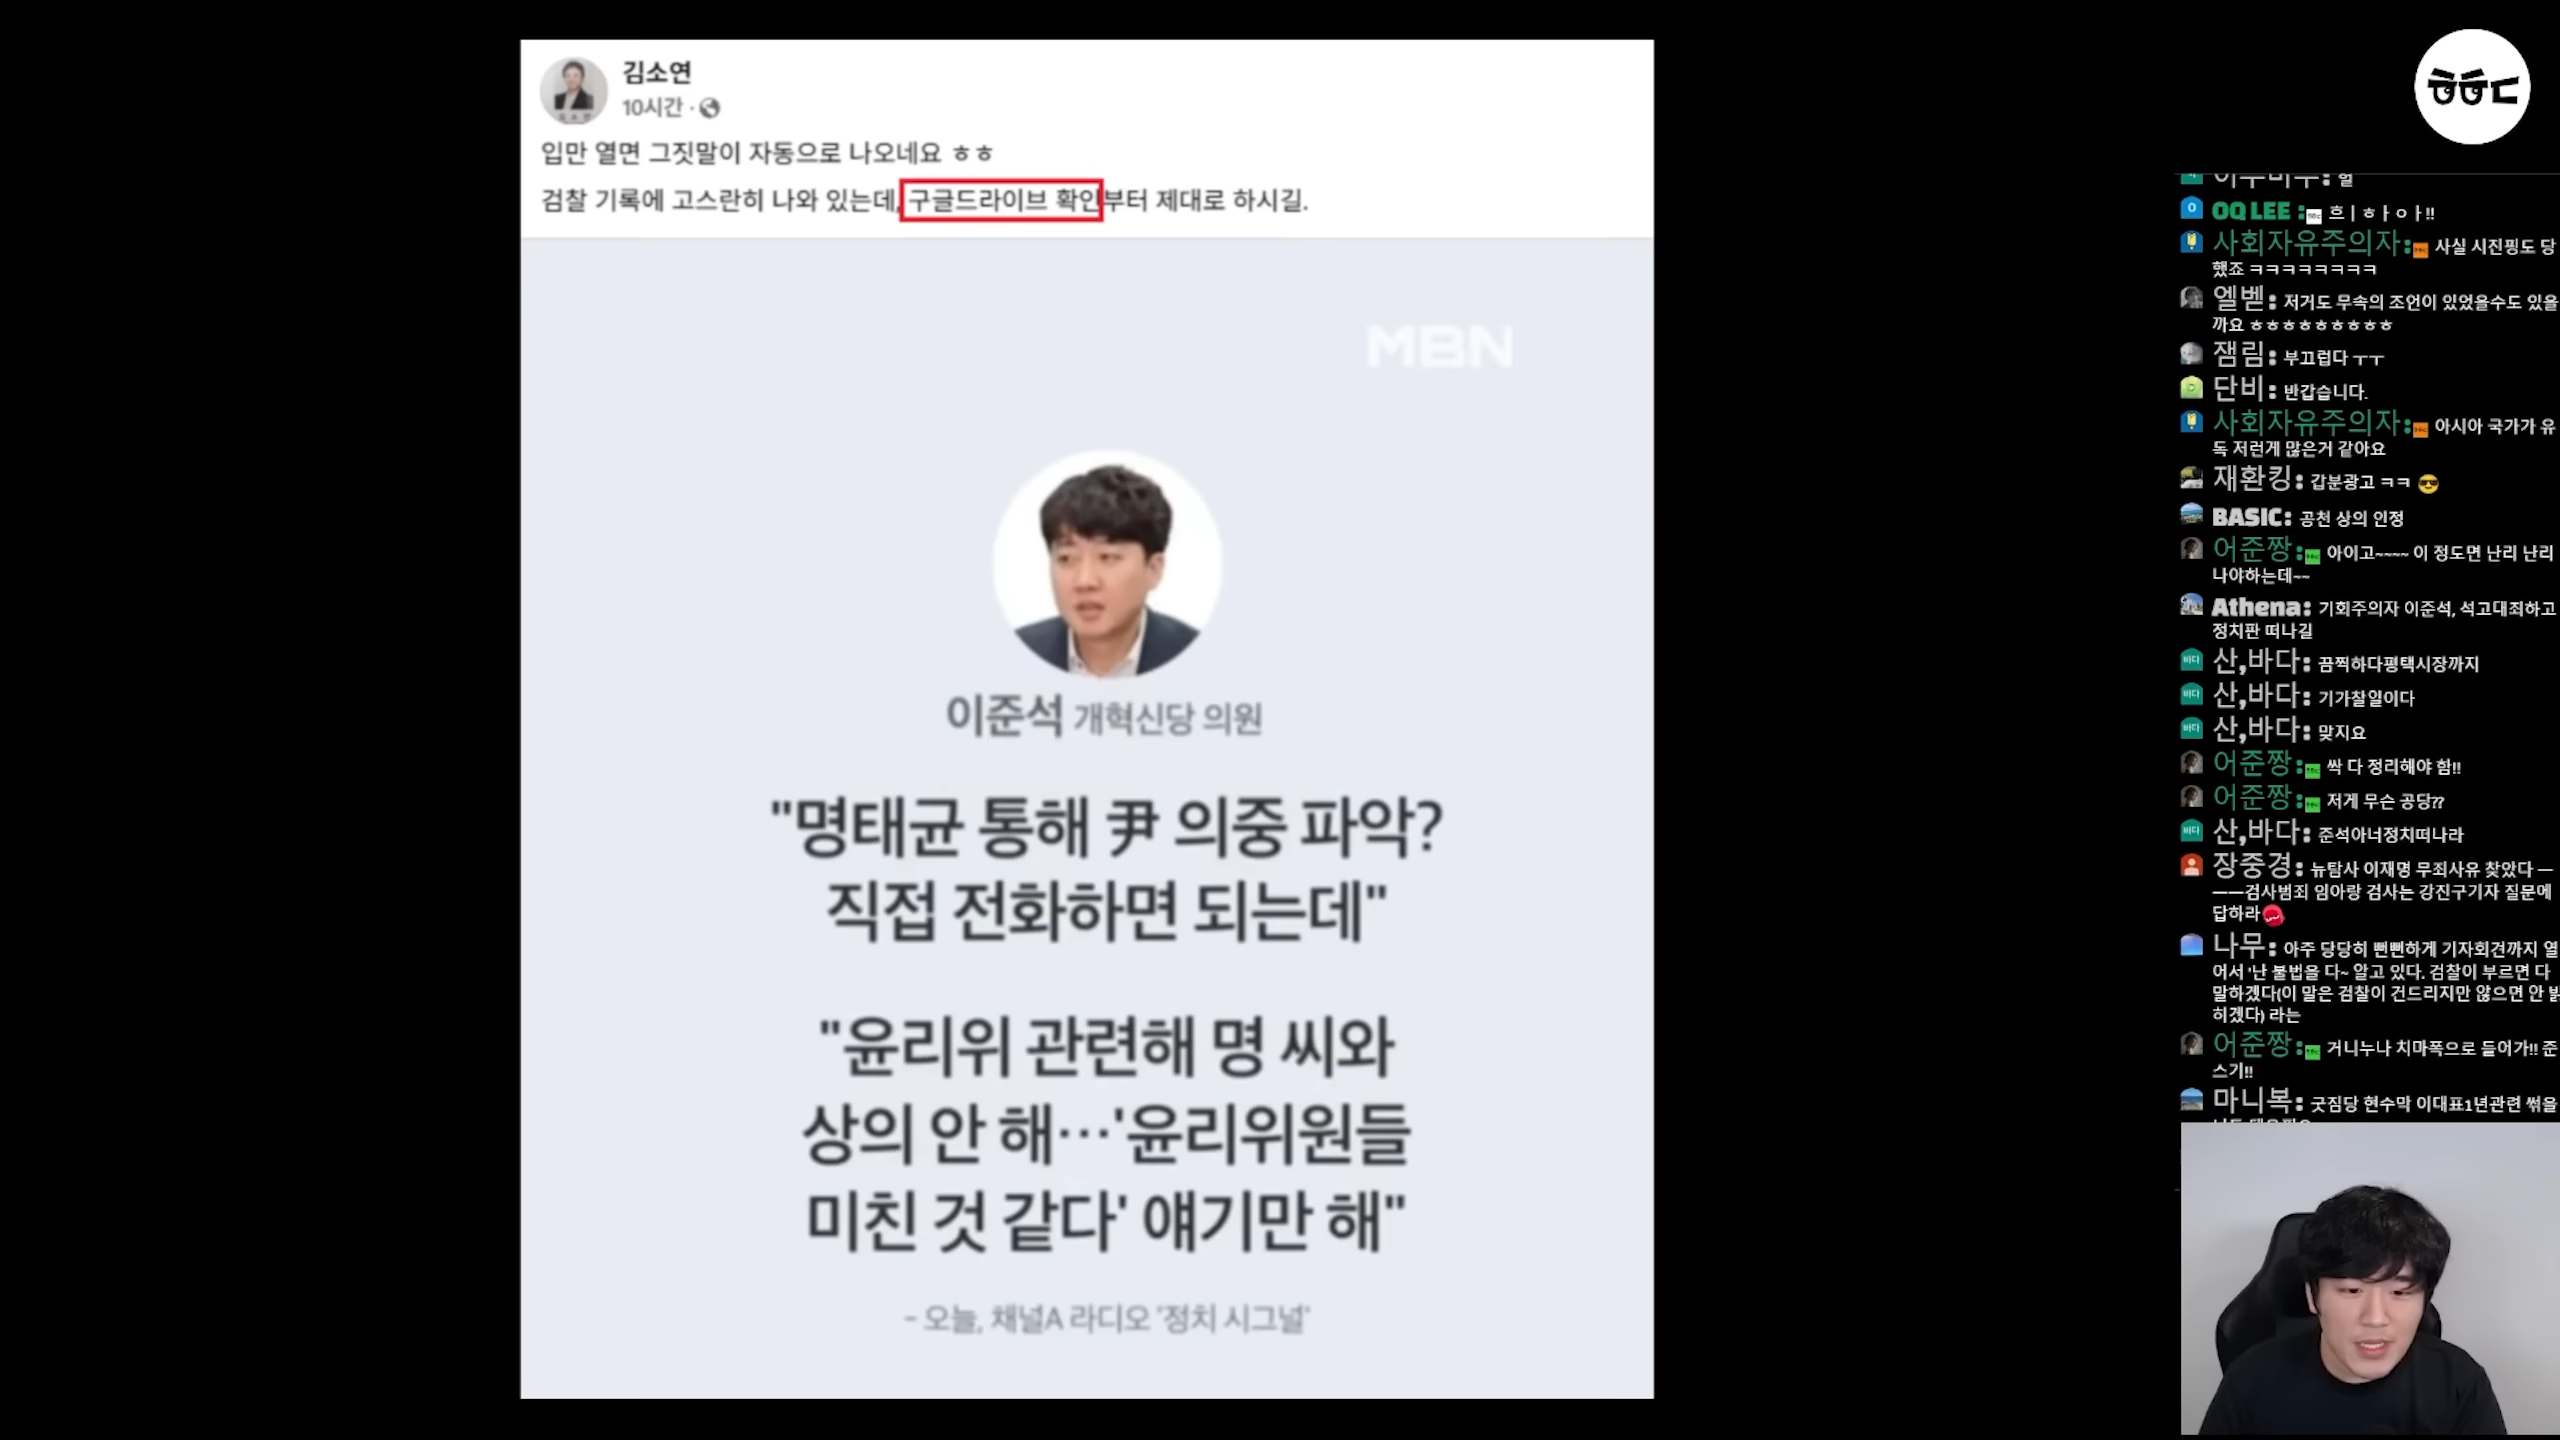 김소연
10시간 ·
입만 열면 그짓말이 자동으로 나오네요 ㅎㅎ
검찰 기록에 고스란히 나와 있는데, 구글드라이브 확인부터 제대로 하시길.
MBN
이준석 개혁신당 의원
"명태균 통해 尹 의중 파악?
직접 전화하면 되는데"
"윤리위 관련해 명 씨와
상의 안 해…'윤리위원들
미친 것 같다' 얘기만 해"
- 오늘, 채널A 라디오 '정치 시그널'
헐
OQ LEE : 흐ㅣㅎㅏㅇㅏ!!
사회자유주의자: 사실 시진핑도 당
했죠 ㅋㅋㅋㅋㅋㅋㅋㅋ
엘벧: 저거도 무속의 조언이 있었을수도 있을
까요 ㅎㅎㅎㅎㅎㅎㅎㅎㅎ
잼림: 부끄럽다 ㅜㅜ
단비: 반갑습니다.
사회자유주의자: 아시아 국가가 유
독 저런게 많은거 같아요
재환킹: 갑분광고 ㅋㅋ 😎
BASIC: 공천 상의 인정
어준짱: 아이고~~~~ 이 정도면 난리 난리
나야하는데~~
Athena: 기회주의자 이준석, 석고대죄하고
정치판 떠나길
산,바다: 끔찍하다평택시장까지
산,바다: 기가찰일이다
산,바다: 맞지요
어준짱: 싹 다 정리해야 함!!
어준짱: 저게 무슨 공당??
산,바다: 준석아너정치떠나라
장중경: 뉴탐사 이재명 무죄사유 찾았다 ㅡ
ㅡㅡ검사범죄 임아랑 검사는 강진구기자 질문에
답하라
나무: 아주 당당히 뻔뻔하게 기자회견까지 열
어서 '난 불법을 다~ 알고 있다. 검찰이 부르면 다
말하겠다(이 말은 검찰이 건드리지만 않으면 안 밝
히겠다) 라는
어준짱: 거니누나 치마폭으로 들어가!! 준
스기!!
마니복: 굿짐당 현수막 이대표1년관련 썪을